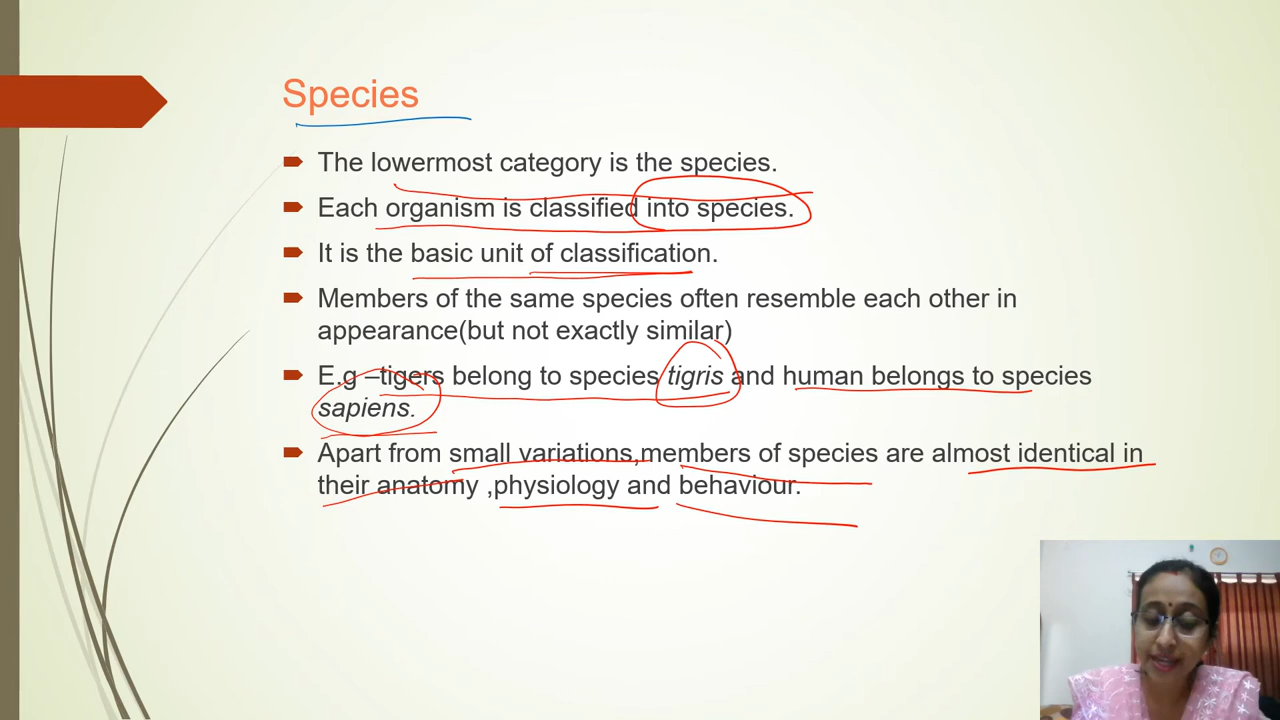 Species
The lowermost category is the species.
Each organism is classified into species.
It is the basic unit of classification.
Members of the same species often resemble each other in
appearance(but not exactly similar)
E.g –tigers belong to species tigris and human belongs to species
sapiens.
Apart from small variations,members of species are almost identical in
their anatomy ,physiology and behaviour.